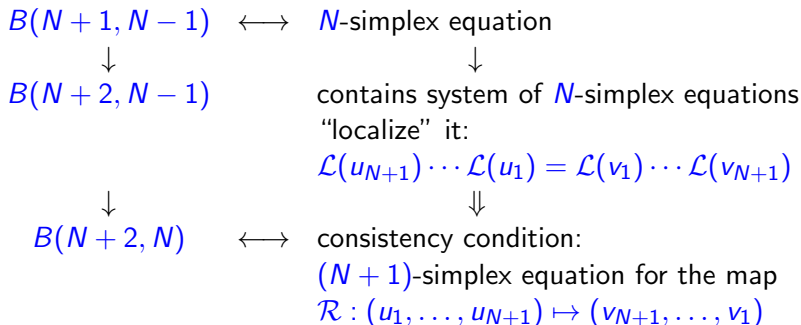 B(N + 1, N − 1) ⟷ N-simplex equation
↓ ↓
B(N + 2, N − 1) contains system of N-simplex equations
“localize” it:
ℒ(u_{N+1}) ⋯ ℒ(u_1) = ℒ(v_1) ⋯ ℒ(v_{N+1})
↓ ⇓
B(N + 2, N) ⟷ consistency condition:
(N + 1)-simplex equation for the map
ℛ : (u_1, . . . , u_{N+1}) ↦ (v_{N+1}, . . . , v_1)